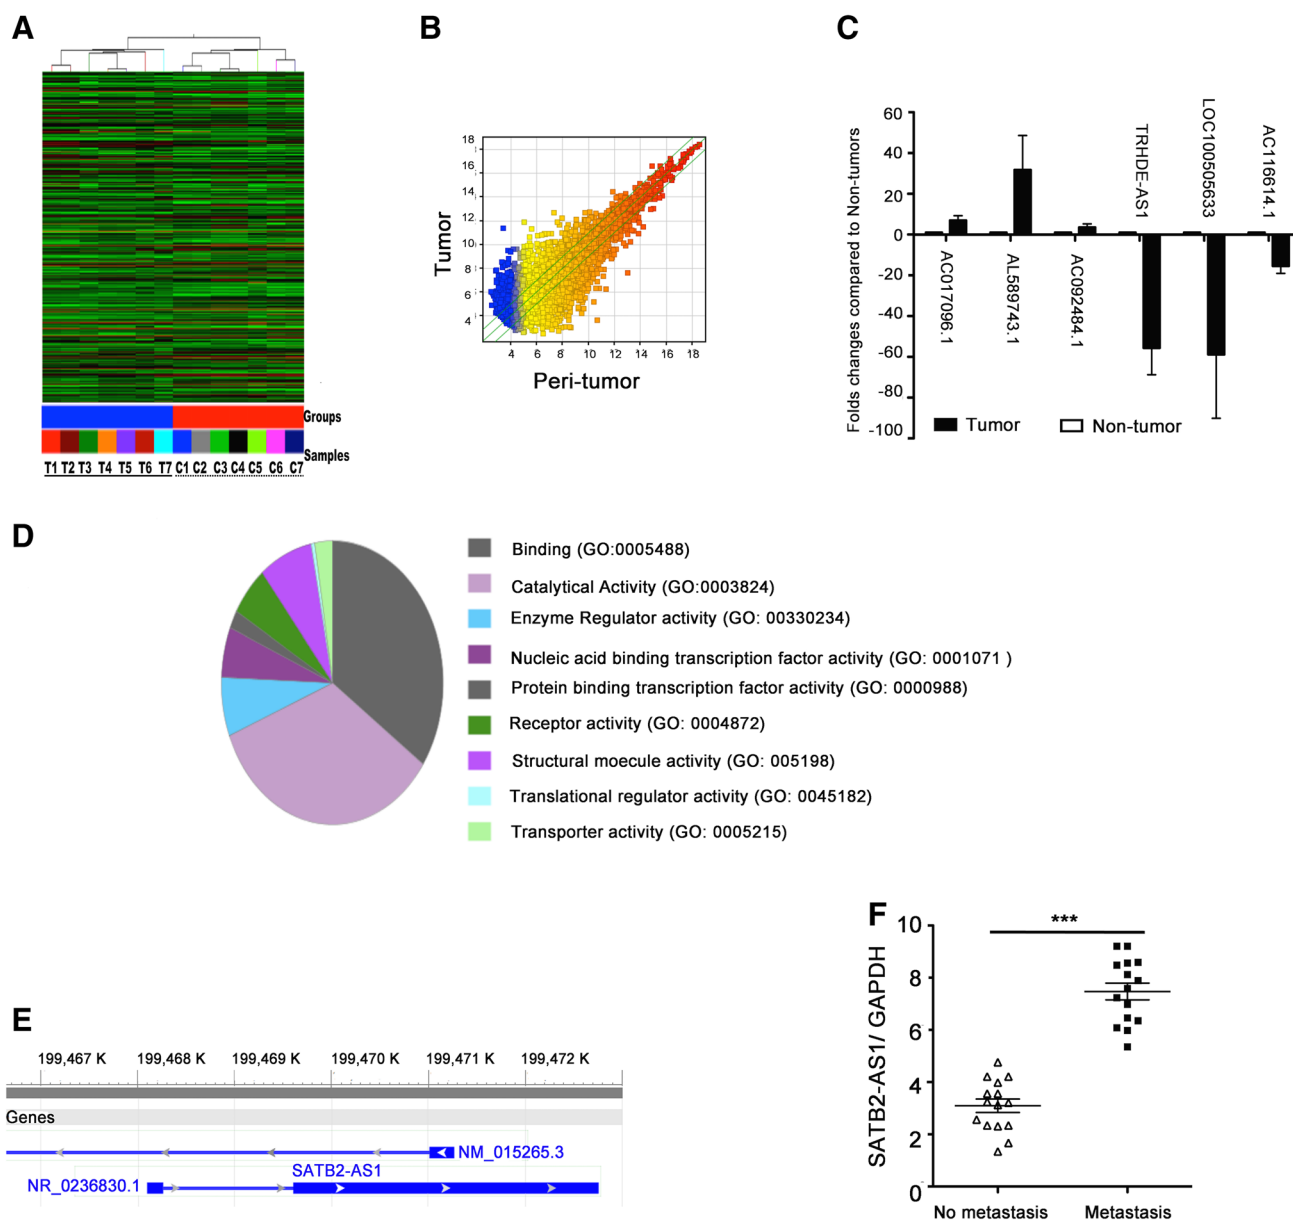 A
Groups
Samples
T1 T2 T3 T4 T5 T6 T7 C1 C2 C3 C4 C5 C6 C7
B
Tumor
18
16
14
12
10
8
6
4
4 6 8 10 12 14 16 18
Peri-tumor
C
Folds changes compared to Non-tumors
60
40
20
0
-20
-40
-60
-80
-100
AC017096.1
AL589743.1
AC092484.1
TRHDE-AS1
LOC100505633
AC116614.1
Tumor
Non-tumor
D
Binding (GO:0005488)
Catalytical Activity (GO:0003824)
Enzyme Regulator activity (GO: 00330234)
Nucleic acid binding transcription factor activity (GO: 0001071 )
Protein binding transcription factor activity (GO: 0000988)
Receptor activity (GO: 0004872)
Structural moecule activity (GO: 005198)
Translational regulator activity (GO: 0045182)
Transporter activity (GO: 0005215)
E
199,467 K 199,468 K 199,469 K 199,470 K 199,471 K 199,472 K
Genes
NM_015265.3
SATB2-AS1
NR_0236830.1
F
SATB2-AS1/ GAPDH
10
8
6
4
2
0
***
No metastasis
Metastasis